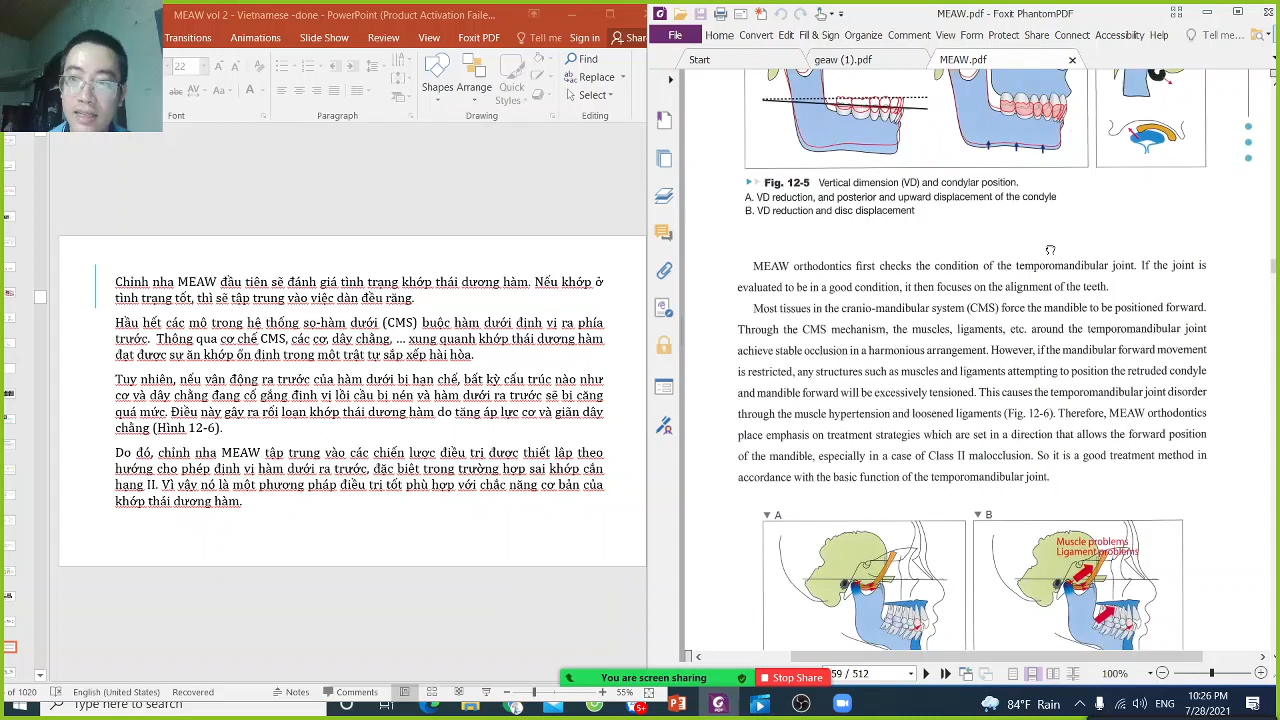 MEAW vol 2 - Vietnamese -done - PowerPoint (Product Activation Faile...
Transitions Animations Slide Show Review View Foxit PDF Tell me... Sign in Share
22
Shapes Arrange Quick Styles
Find
Replace
Select
Font Paragraph Drawing Editing
Chỉnh nha MEAW đầu tiên sẽ đánh giá tình trạng khớp thái dương hàm. Nếu khớp ở
tình trạng tốt, thì sẽ tập trung vào việc dàn đều răng.
Hầu hết các mô trong hệ thống sọ-hàm dưới (CMS) buộc hàm dưới định vị ra phía
trước. Thông qua cơ chế CMS, các cơ, dây chằng, ... xung quanh khớp thái dương hàm
đạt được sự ăn khớp ổn định trong một trật tự sắp xếp hài hòa.
Tuy nhiên, nếu vận động ra trước của hàm dưới bị hạn chế, bất kỳ cấu trúc nào như
cơ và dây chằng đang cố gắng định vị lồi cầu bị nén và hàm dưới ra trước sẽ bị căng
quá mức. Điều này gây ra rối loạn khớp thái dương hàm do tăng áp lực cơ và giãn dây
chằng (Hình 12-6).
Do đó, chỉnh nha MEAW tập trung vào các chiến lược điều trị được thiết lập theo
hướng cho phép định vị hàm dưới ra trước, đặc biệt trong trường hợp sai khớp cắn
hạng II. Vì vậy nó là một phương pháp điều trị tốt phù hợp với chắc năng cơ bản của
khớp thái dương hàm.
of 1020 English (United States) Recovered Notes Comments 55%
MEAW.pdf - Foxit PhantomPDF
File Home Convert Edit Fill & Sign Organize Comment View Form Protect Share Connect Accessibility Help Tell me...
Start geaw (1).pdf MEAW.pdf
Fig. 12-5 Vertical dimension (VD) and condylar position.
A. VD reduction, and posterior and upward displacement of the condyle
B. VD reduction and disc displacement
MEAW orthodontics first checks the condition of the temporomandibular joint. If the joint is
evaluated to be in a good condition, it then focuses on the alignment of the teeth.
Most tissues in the cranio-mandibular system (CMS) force the mandible to be positioned forward.
Through the CMS mechanism, the muscles, ligaments, etc. around the temporomandibular joint
achieve stable occlusion in a harmonious arrangement. However, if the mandibular forward movement
is restricted, any structures such as muscles and ligaments attempting to position the retruded condyle
and mandible forward will be excessively tensioned. This causes the temporomandibular joint disorder
through the muscle hypertension and loosened ligaments (Fig. 12-6). Therefore, MEAW orthodontics
place emphasis on treatment strategies which are set in a direction that allows the forward position
of the mandible, especially in a case of Class II malocclusion. So it is a good treatment method in
accordance with the basic function of the temporomandibular joint.
A B
Muscle problems
Ligament problems
59 / 512 100.00%
You are screen sharing Stop Share
Type here to search 5+ 84°F Rain ENG 10:26 PM
7/28/2021